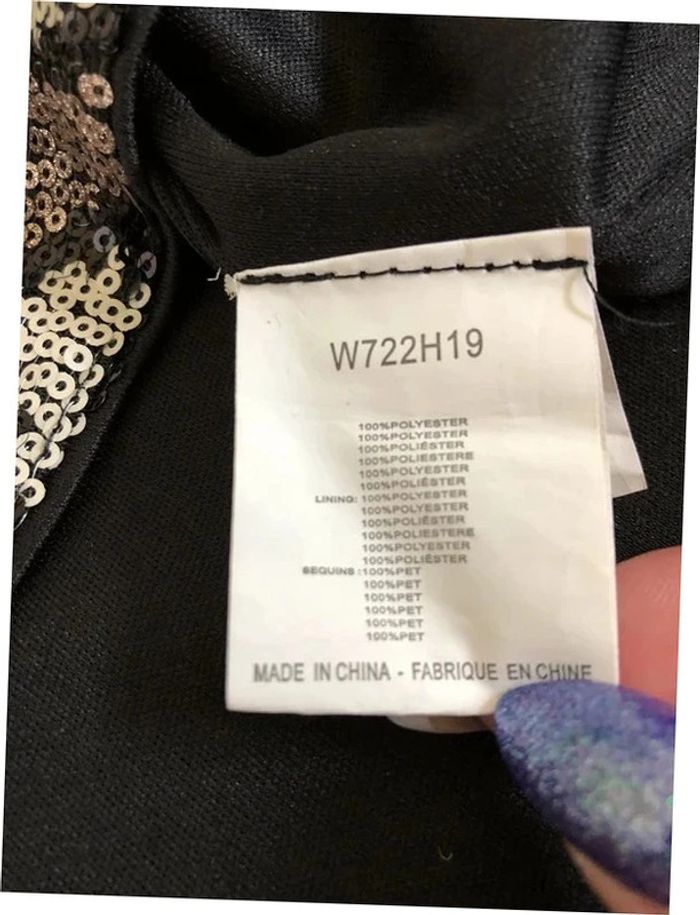 W722H19
100%POLYESTER
100%POLYESTER
100%POLIÉSTER
100%POLIESTERE
100%POLYESTER
100%POLIÉSTER
LINING: 100%POLYESTER
100%POLYESTER
100%POLIÉSTER
100%POLIESTERE
100%POLYESTER
100%POLIÉSTER
SEQUINS :100%PET
100%PET
100%PET
100%PET
100%PET
100%PET
MADE IN CHINA - FABRIQUE EN CHINE